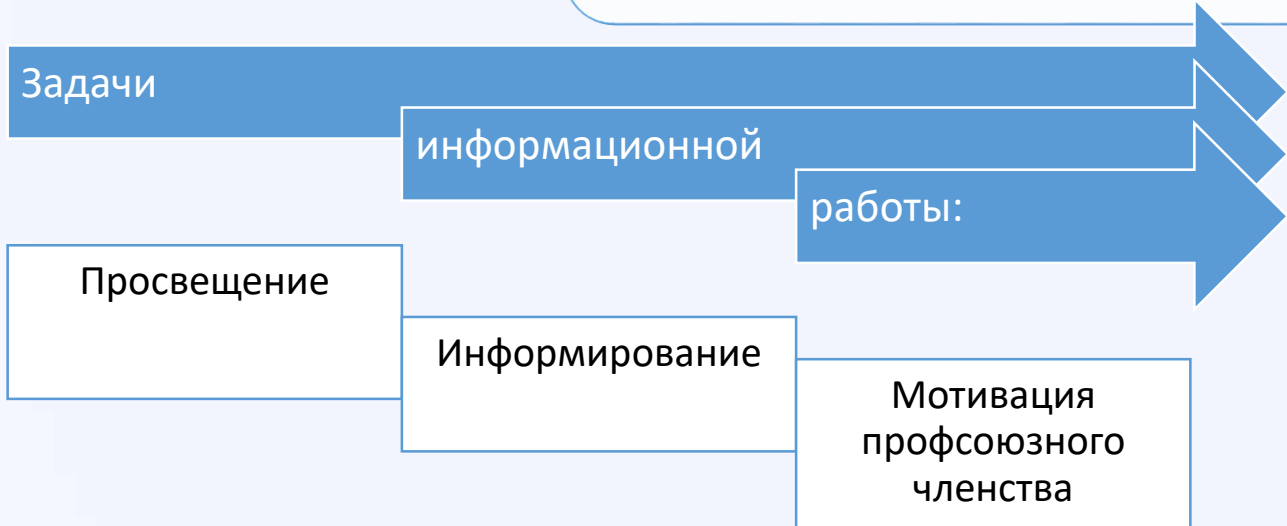 Задачи
информационной
работы:
Просвещение
Информирование
Мотивация
профсоюзного
членства